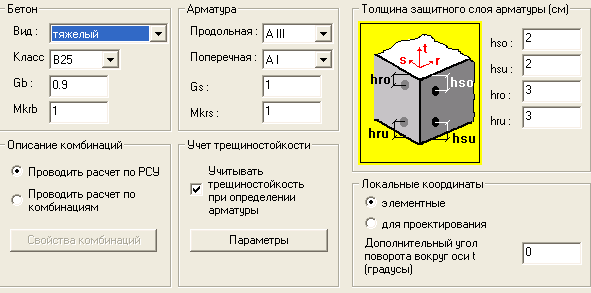 Бетон
Вид :
тяжелый
Класс
B25
Gb :
0.9
Mkrb
1
Арматура
Продольная :
A III
Поперечная :
A I
Gs :
1
Mkrs :
1
Толщина защитного слоя арматуры (см)
t
s
r
hro
hso
hru
hsu
hso :
2
hsu :
2
hro :
3
hru :
3
Описание комбинаций
Проводить расчет по РСУ
Проводить расчет по
комбинациям
Свойства комбинаций
Учет трещиностойкости
Учитывать
трещиностойкость
при определении
арматуры
Параметры
Локальные координаты
элементные
для проектирования
Дополнительный угол
поворота вокруг оси t
(градусы)
0